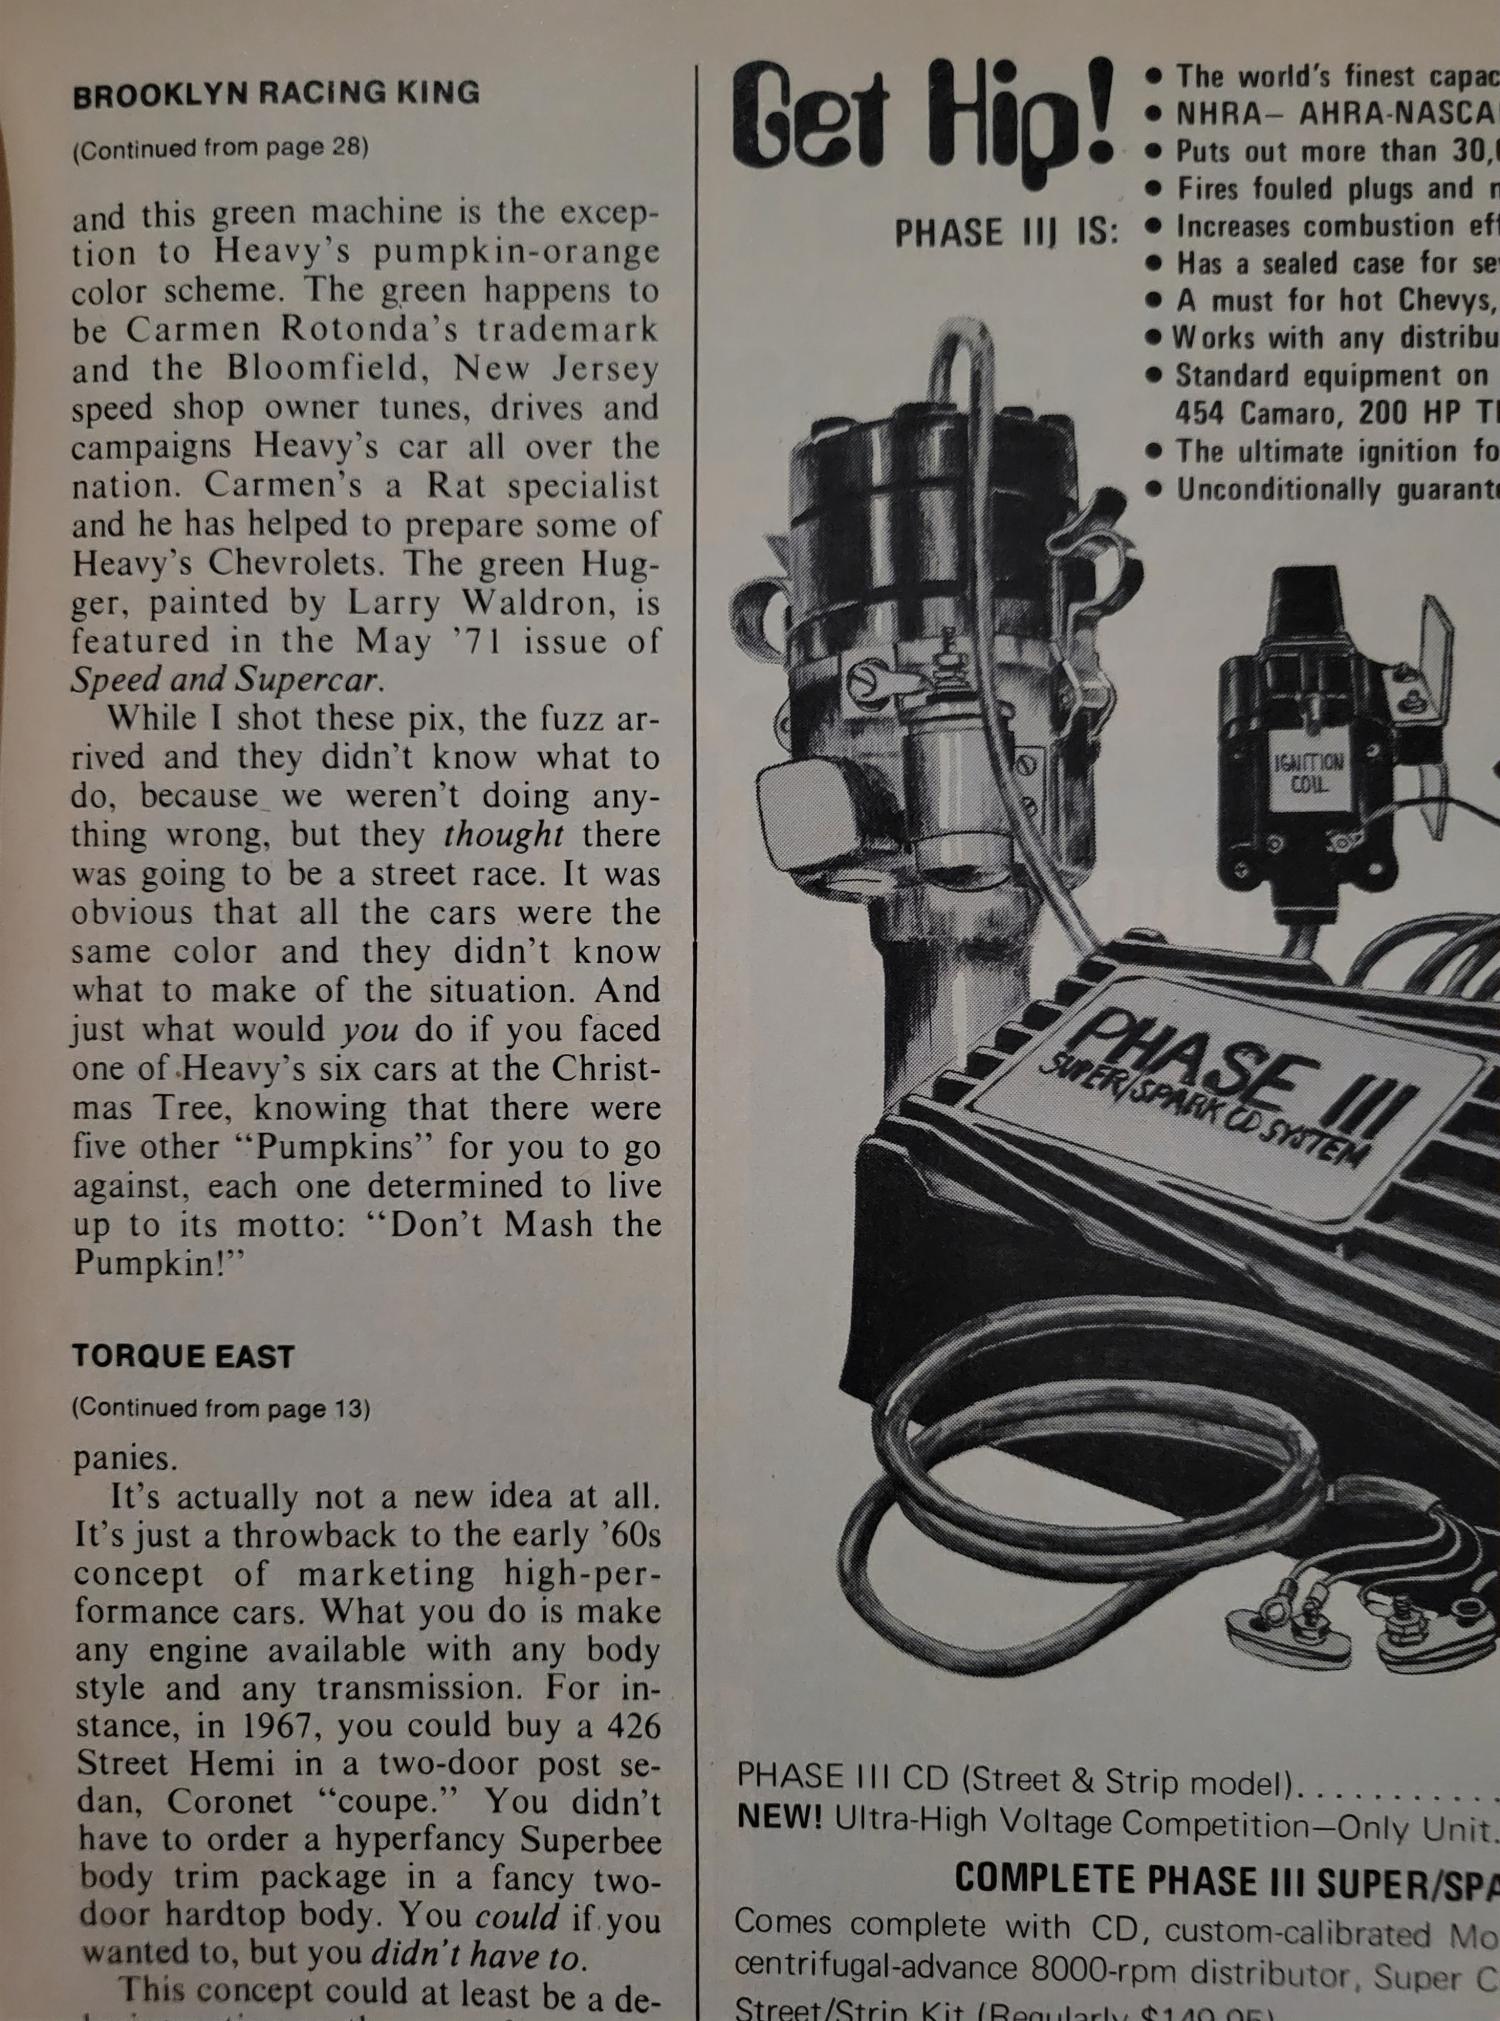 BROOKLYN RACING KING
(Continued from page 28)
and this green machine is the excep-
tion to Heavy's pumpkin-orange
color scheme. The green happens to
be Carmen Rotonda's trademark
and the Bloomfield, New Jersey
speed shop owner tunes, drives and
campaigns Heavy's car all over the
nation. Carmen's a Rat specialist
and he has helped to prepare some of
Heavy's Chevrolets. The green Hug-
ger, painted by Larry Waldron, is
featured in the May '71 issue of
Speed and Supercar.
While I shot these pix, the fuzz ar-
rived and they didn't know what to
do, because we weren't doing any-
thing wrong, but they thought there
was going to be a street race. It was
obvious that all the cars were the
same color and they didn't know
what to make of the situation. And
just what would you do if you faced
one of Heavy's six cars at the Christ-
mas Tree, knowing that there were
five other “Pumpkins” for you to go
against, each one determined to live
up to its motto: “Don't Mash the
Pumpkin!”
TORQUE EAST
(Continued from page 13)
panies.
It's actually not a new idea at all.
It's just a throwback to the early '60s
concept of marketing high-per-
formance cars. What you do is make
any engine available with any body
style and any transmission. For in-
stance, in 1967, you could buy a 426
Street Hemi in a two-door post se-
dan, Coronet “coupe.” You didn't
have to order a hyperfancy Superbee
body trim package in a fancy two-
door hardtop body. You could if you
wanted to, but you didn't have to.
This concept could at least be a de-
Get Hip!
PHASE III IS:
• The world's finest capac
• NHRA– AHRA-NASCA
• Puts out more than 30,
• Fires fouled plugs and
• Increases combustion eff
• Has a sealed case for se
• A must for hot Chevys,
• Works with any distribu
• Standard equipment on
454 Camaro, 200 HP
• The ultimate ignition fo
• Unconditionally guarante
IGNITION
COIL
PHASE III
SUPER/SPARK CD SYSTEM
PHASE III CD (Street & Strip model)...........
NEW! Ultra-High Voltage Competition—Only Unit.
COMPLETE PHASE III SUPER/SPA
Comes complete with CD, custom-calibrated Mo
centrifugal-advance 8000-rpm distributor, Super C
Street/Strip Kit (Regularly $149.95)